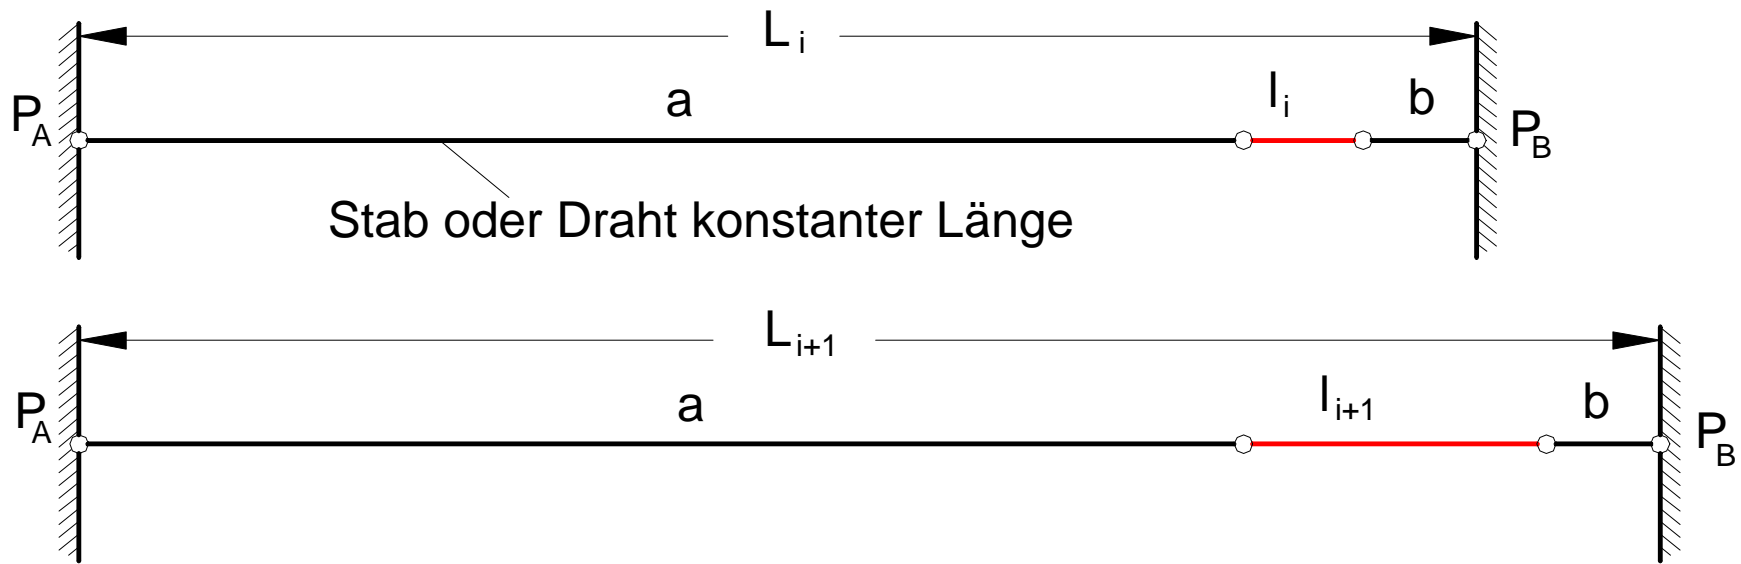 L i
a l i b
P A P B
Stab oder Draht konstanter Länge
L i+1
a l i+1 b
P A P B